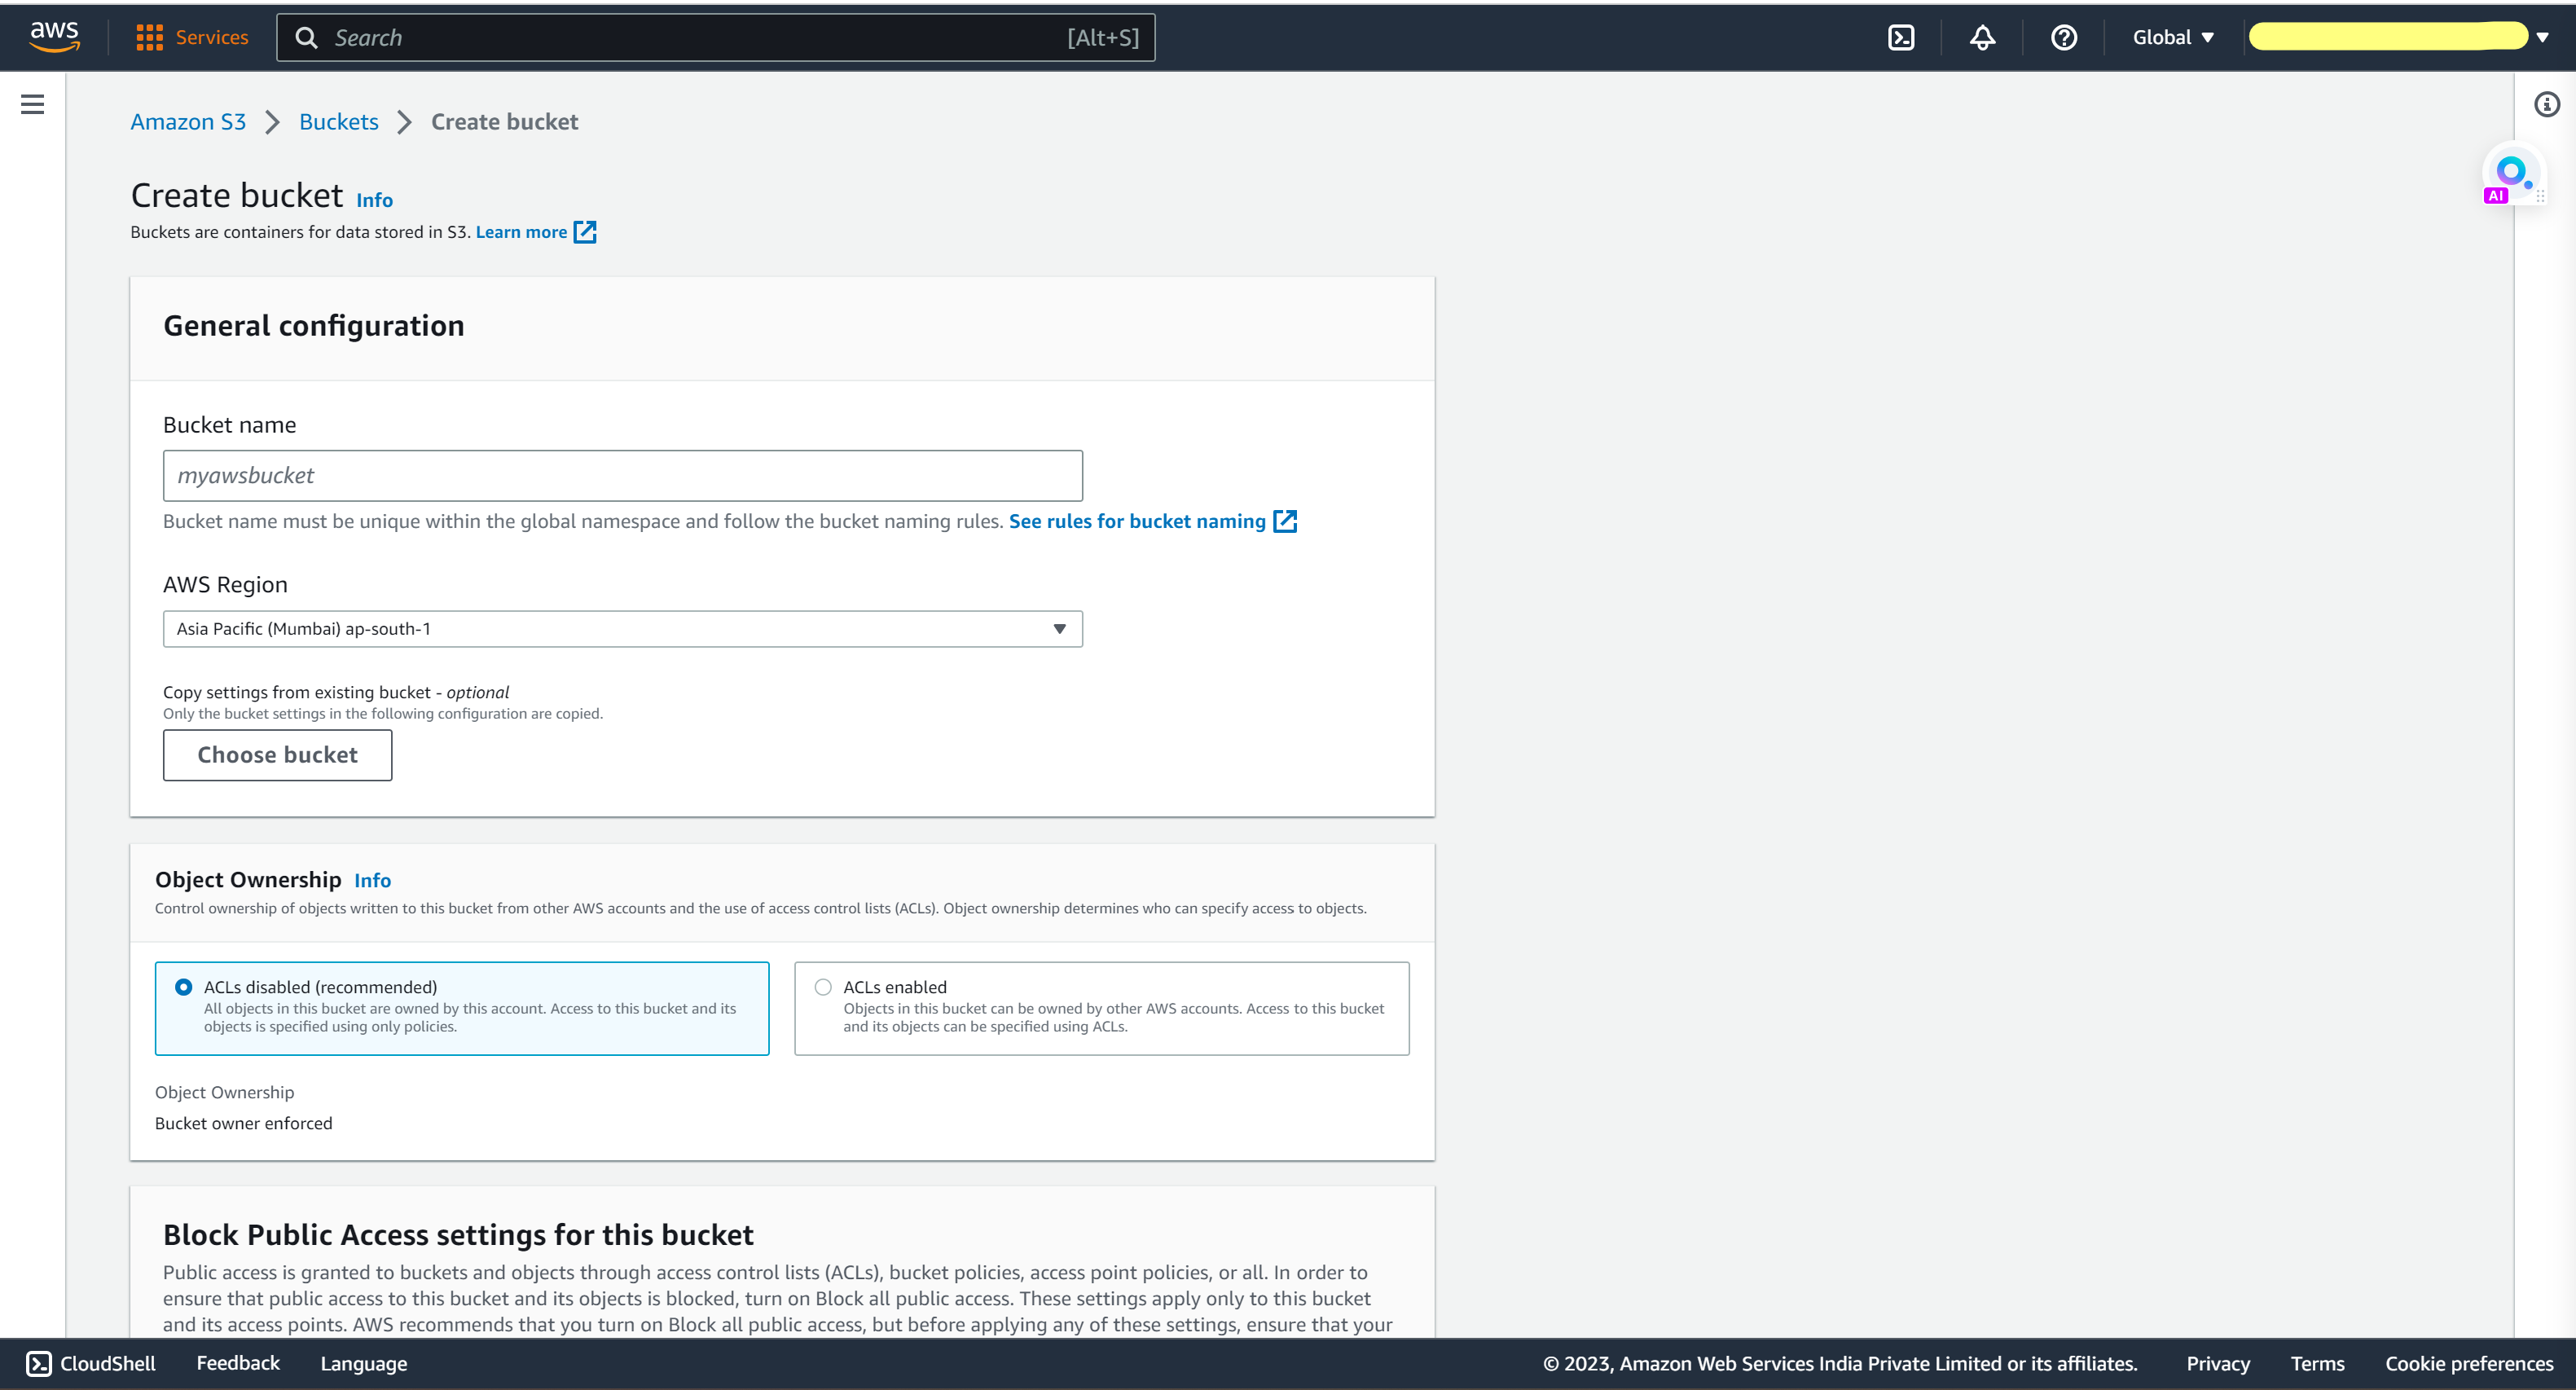 aws Services Search [Alt+S] Global
Amazon S3 > Buckets > Create bucket
AI
Create bucket Info
Buckets are containers for data stored in S3. Learn more
General configuration
Bucket name
myawsbucket
Bucket name must be unique within the global namespace and follow the bucket naming rules. See rules for bucket naming
AWS Region
Asia Pacific (Mumbai) ap-south-1
Copy settings from existing bucket - optional
Only the bucket settings in the following configuration are copied.
Choose bucket
Object Ownership Info
Control ownership of objects written to this bucket from other AWS accounts and the use of access control lists (ACLs). Object ownership determines who can specify access to objects.
ACLs disabled (recommended)
All objects in this bucket are owned by this account. Access to this bucket and its
objects is specified using only policies.
ACLs enabled
Objects in this bucket can be owned by other AWS accounts. Access to this bucket
and its objects can be specified using ACLs.
Object Ownership
Bucket owner enforced
Block Public Access settings for this bucket
Public access is granted to buckets and objects through access control lists (ACLs), bucket policies, access point policies, or all. In order to
ensure that public access to this bucket and its objects is blocked, turn on Block all public access. These settings apply only to this bucket
and its access points. AWS recommends that you turn on Block all public access, but before applying any of these settings, ensure that your
CloudShell Feedback Language © 2023, Amazon Web Services India Private Limited or its affiliates. Privacy Terms Cookie preferences